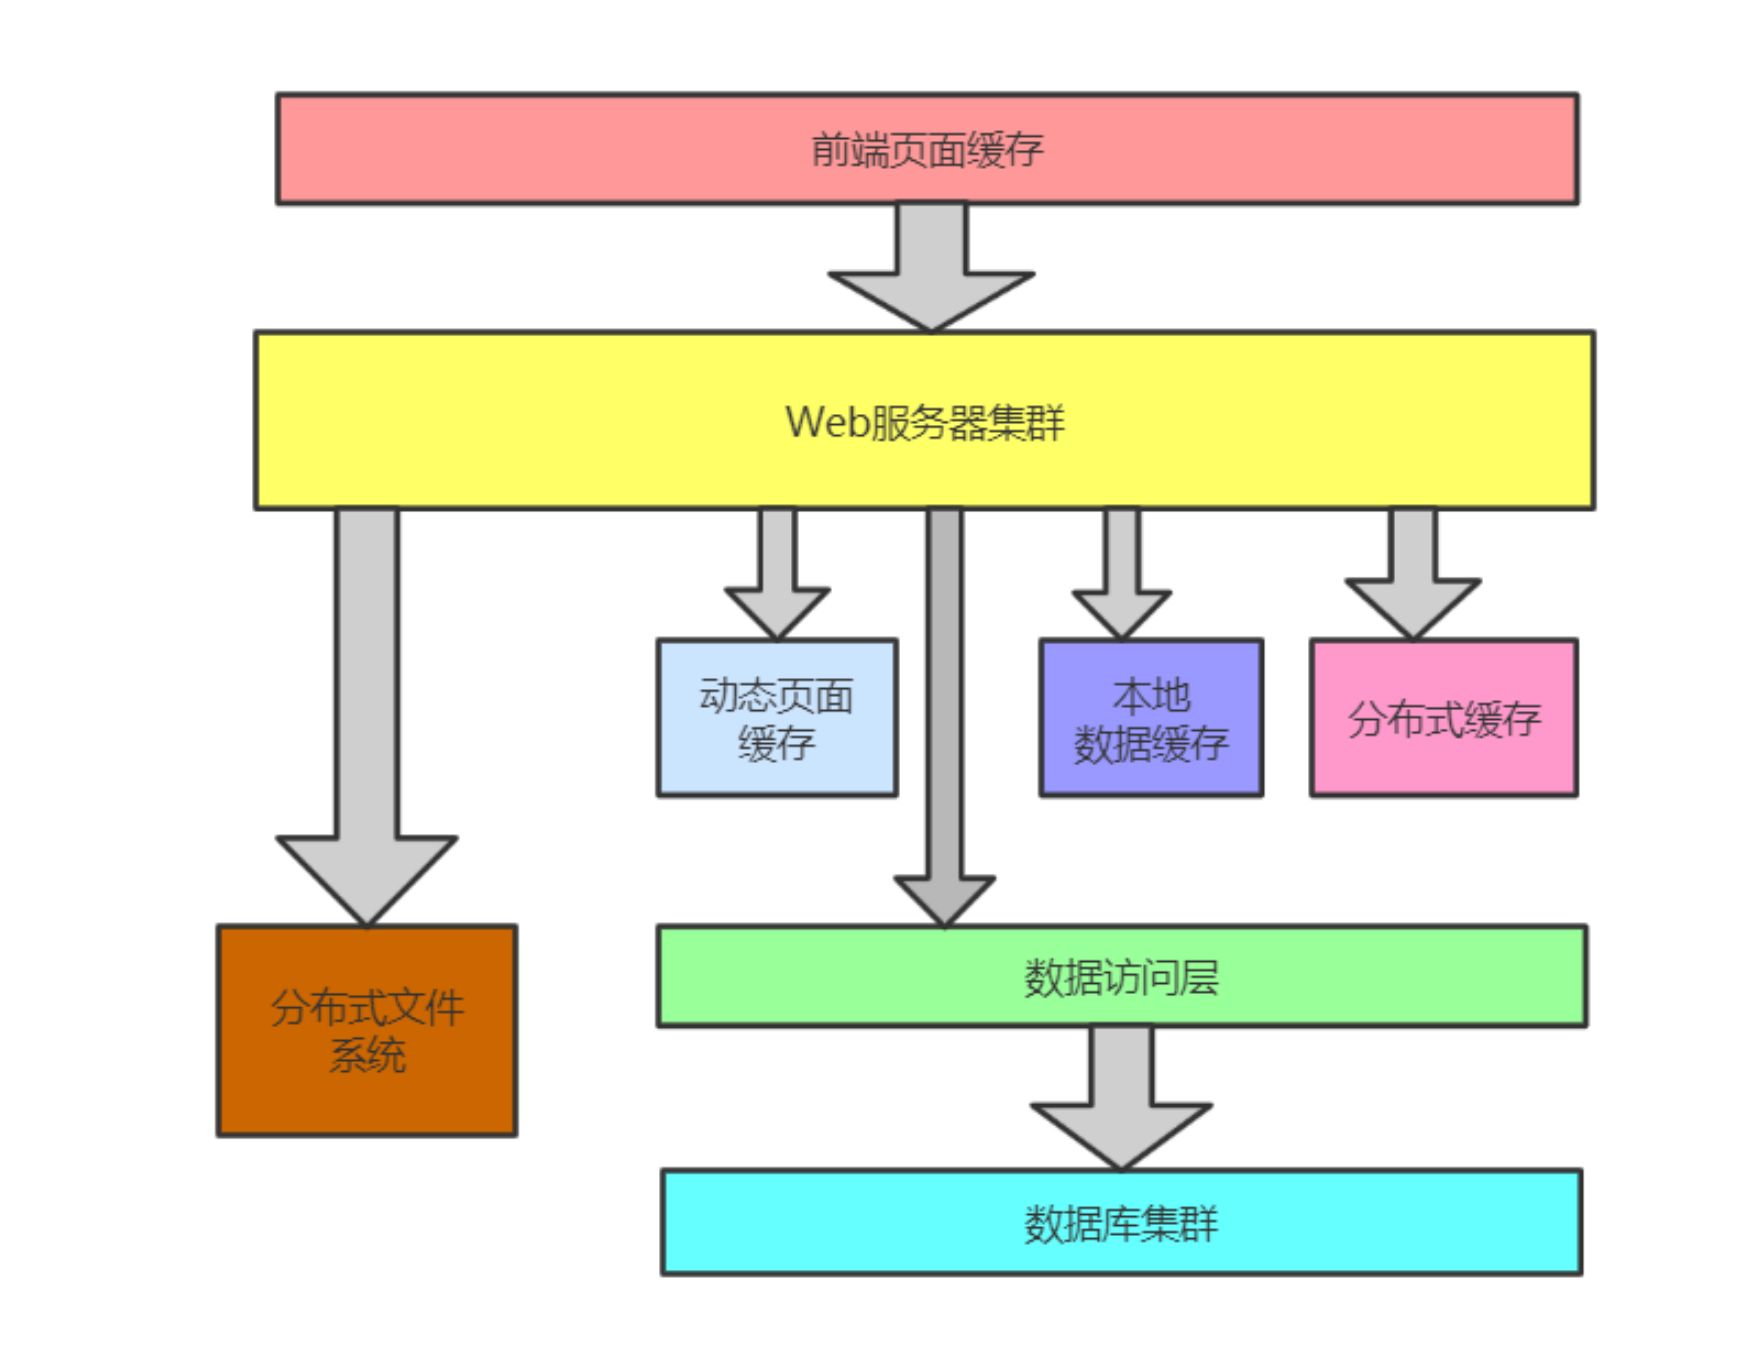 前端页面缓存
Web服务器集群
动态页面
缓存
本地
数据缓存
分布式缓存
分布式文件
系统
数据访问层
数据库集群